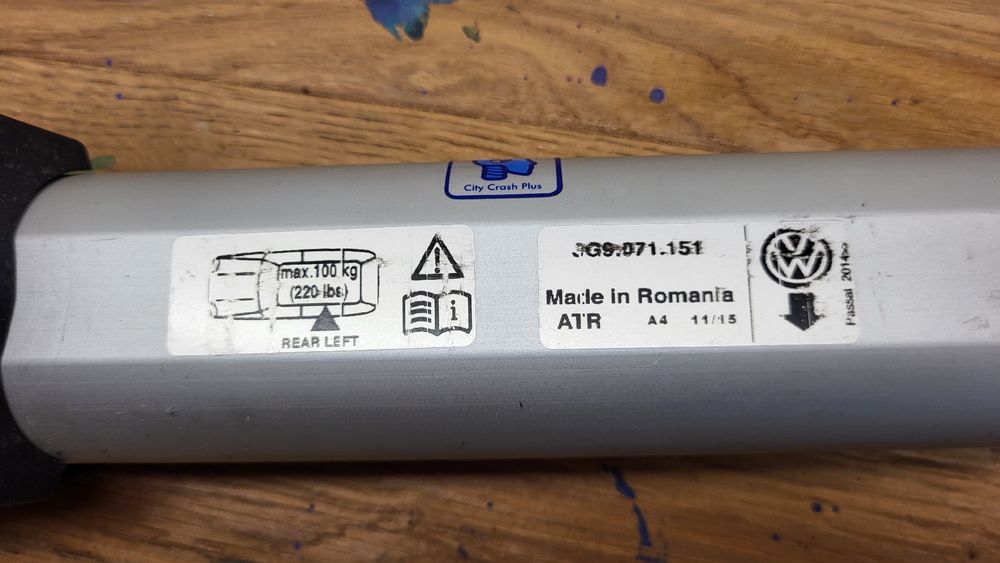 City Crash Plus
max.100 kg
(220 lbs)
REAR LEFT
i
3G9.071.151
Made in Romania
ATR A4 11/15
VW
Passat 2014>>